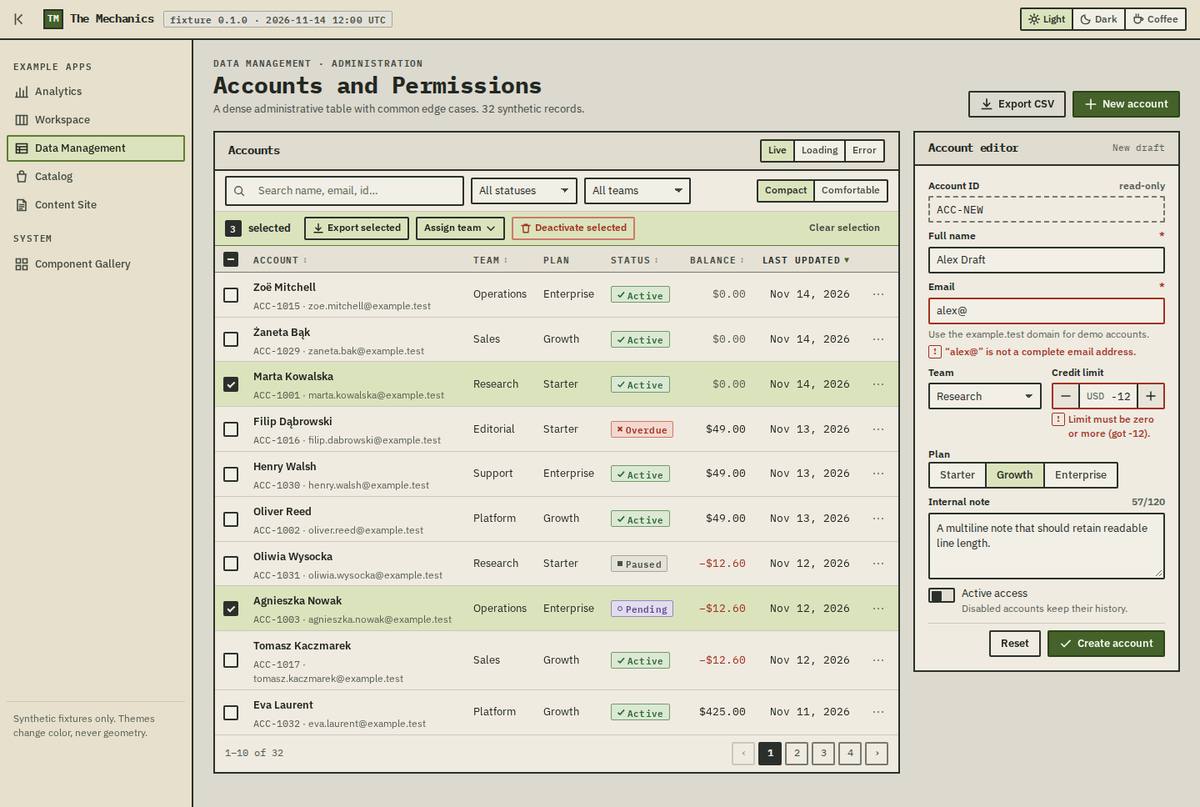 TM The Mechanics fixture 0.1.0 · 2026-11-14 12:00 UTC Light Dark Coffee
EXAMPLE APPS
Analytics
Workspace
Data Management
Catalog
Content Site
SYSTEM
Component Gallery
Synthetic fixtures only. Themes
change color, never geometry.
DATA MANAGEMENT · ADMINISTRATION
Accounts and Permissions
A dense administrative table with common edge cases. 32 synthetic records.
Export CSV New account
Accounts Live Loading Error
Search name, email, id... All statuses All teams Compact Comfortable
3 selected Export selected Assign team Deactivate selected Clear selection
ACCOUNT TEAM PLAN STATUS BALANCE LAST UPDATED
Zoë Mitchell
ACC-1015 · zoe.mitchell@example.test
Operations Enterprise Active $0.00 Nov 14, 2026
Żaneta Bąk
ACC-1029 · zaneta.bak@example.test
Sales Growth Active $0.00 Nov 14, 2026
Marta Kowalska
ACC-1001 · marta.kowalska@example.test
Research Starter Active $0.00 Nov 14, 2026
Filip Dąbrowski
ACC-1016 · filip.dabrowski@example.test
Editorial Starter Overdue $49.00 Nov 13, 2026
Henry Walsh
ACC-1030 · henry.walsh@example.test
Support Enterprise Active $49.00 Nov 13, 2026
Oliver Reed
ACC-1002 · oliver.reed@example.test
Platform Growth Active $49.00 Nov 13, 2026
Oliwia Wysocka
ACC-1031 · oliwia.wysocka@example.test
Research Starter Paused −$12.60 Nov 12, 2026
Agnieszka Nowak
ACC-1003 · agnieszka.nowak@example.test
Operations Enterprise Pending −$12.60 Nov 12, 2026
Tomasz Kaczmarek
ACC-1017 ·
tomasz.kaczmarek@example.test
Sales Growth Active −$12.60 Nov 12, 2026
Eva Laurent
ACC-1032 · eva.laurent@example.test
Platform Growth Active $425.00 Nov 11, 2026
1–10 of 32 ‹ 1 2 3 4 ›
Account editor New draft
Account ID read-only
ACC-NEW
Full name *
Alex Draft
Email *
alex@
Use the example.test domain for demo accounts.
! “alex@” is not a complete email address.
Team Credit limit
Research USD -12
! Limit must be zero
or more (got -12).
Plan
Starter Growth Enterprise
Internal note 57/120
A multiline note that should retain readable
line length.
Active access
Disabled accounts keep their history.
Reset Create account